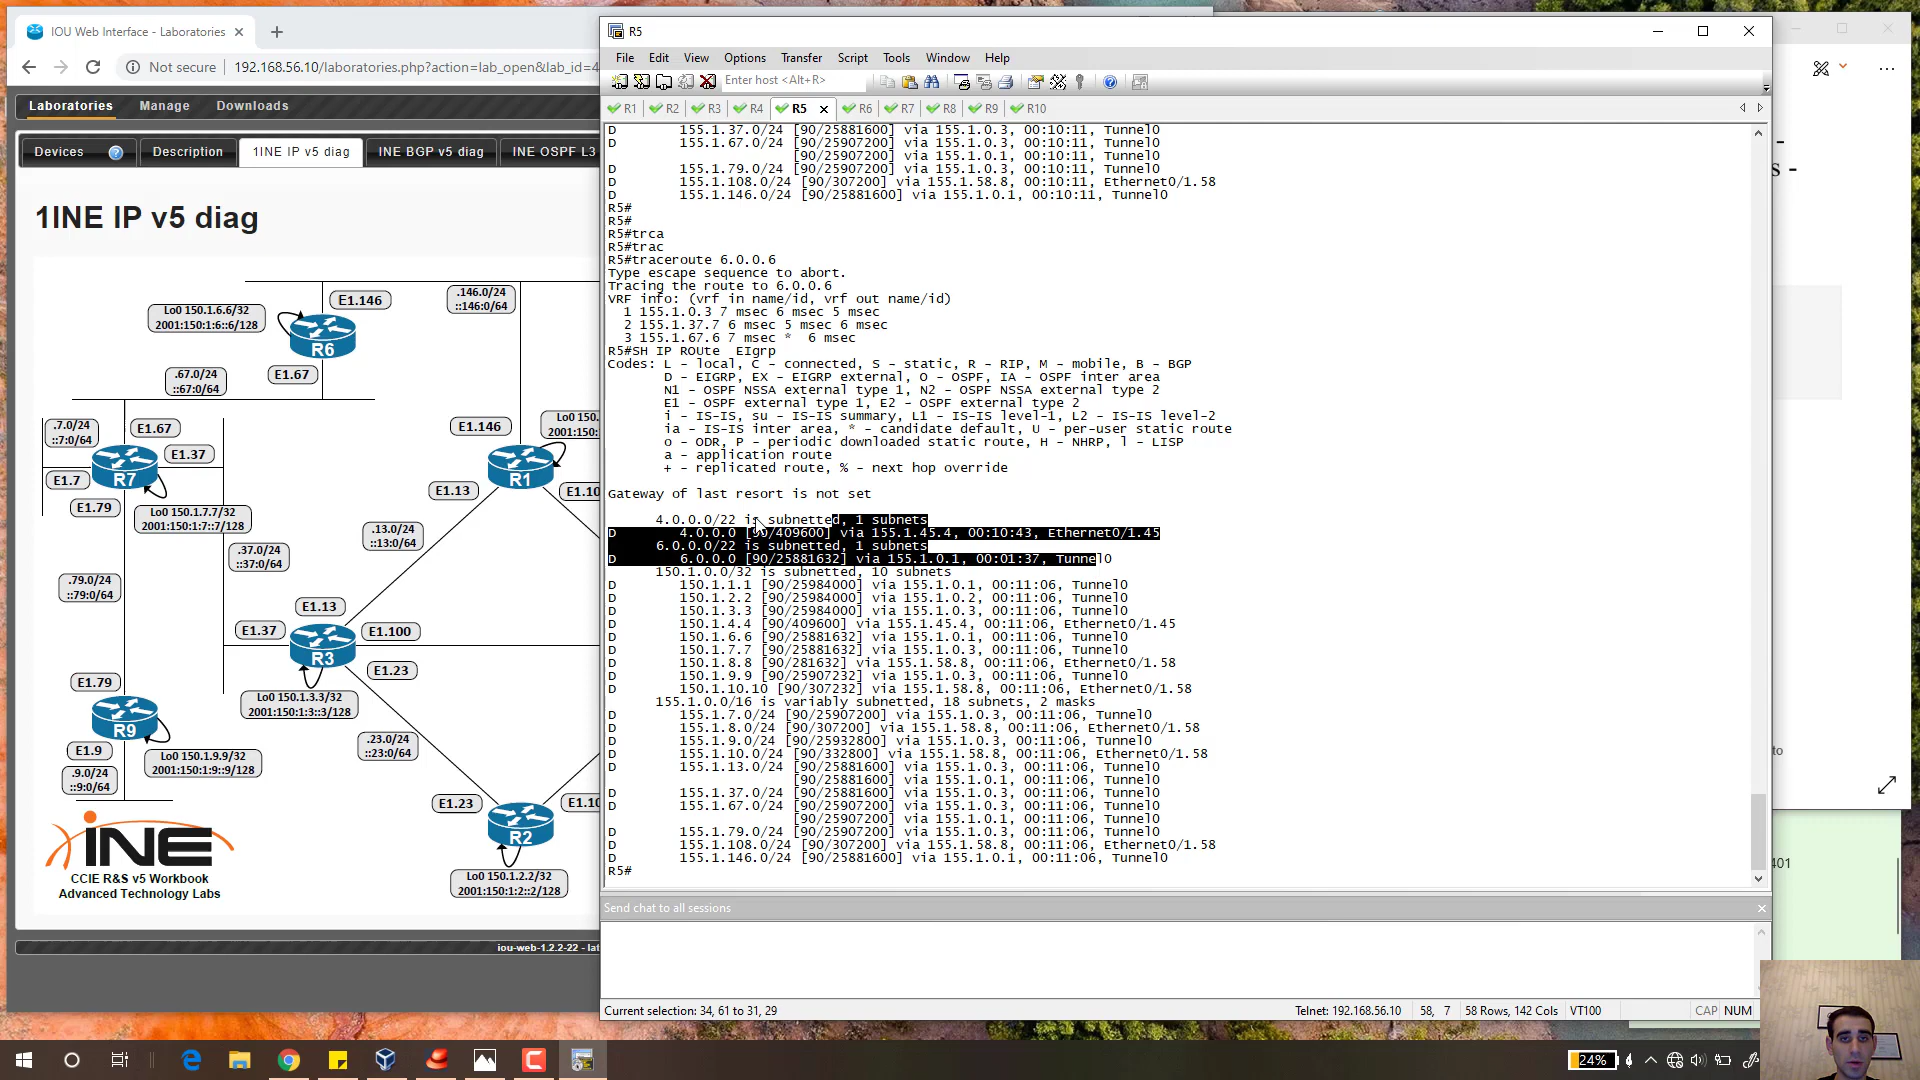 IOU Web Interface - Laboratories
Not secure
192.168.56.10/laboratories.php?action=lab_open&lab_id=4
Laboratories
Manage
Downloads
Devices
Description
1INE IP v5 diag
INE BGP v5 diag
INE OSPF L3
1INE IP v5 diag
Lo0 150.1.6.6/32
2001:150:1:6::6/128
E1.146
.146.0/24
::146:0/64
R6
E1.67
.67.0/24
::67:0/64
.7.0/24
::7:0/64
E1.67
E1.146
Lo0 150.
2001:150:
E1.37
R7
E1.7
R1
E1.79
Lo0 150.1.7.7/32
2001:150:1:7::7/128
E1.13
E1.10
.13.0/24
::13:0/64
.37.0/24
::37:0/64
.79.0/24
::79:0/64
E1.13
E1.37
E1.100
R3
E1.23
E1.79
Lo0 150.1.3.3/32
2001:150:1:3::3/128
R9
.23.0/24
::23:0/64
E1.9
Lo0 150.1.9.9/32
2001:150:1:9::9/128
.9.0/24
::9:0/64
E1.23
E1.10
R2
INE
CCIE R&S v5 Workbook
Advanced Technology Labs
Lo0 150.1.2.2/32
2001:150:1:2::2/128
iou-web-1.2.2-22 - lat
R5
File Edit View Options Transfer Script Tools Window Help
Enter host <Alt+R>
R1 R2 R3 R4 R5 R6 R7 R8 R9 R10
D        155.1.37.0/24 [90/25881600] via 155.1.0.3, 00:10:11, Tunnel0
D        155.1.67.0/24 [90/25907200] via 155.1.0.3, 00:10:11, Tunnel0
                       [90/25907200] via 155.1.0.1, 00:10:11, Tunnel0
D        155.1.79.0/24 [90/25907200] via 155.1.0.3, 00:10:11, Tunnel0
D        155.1.108.0/24 [90/307200] via 155.1.58.8, 00:10:11, Ethernet0/1.58
D        155.1.146.0/24 [90/25881600] via 155.1.0.1, 00:10:11, Tunnel0
R5#
R5#
R5#trca
R5#trac
R5#traceroute 6.0.0.6
Type escape sequence to abort.
Tracing the route to 6.0.0.6
VRF info: (vrf in name/id, vrf out name/id)
  1 155.1.0.3 7 msec 6 msec 5 msec
  2 155.1.37.7 6 msec 5 msec 6 msec
  3 155.1.67.6 7 msec *  6 msec
R5#SH IP ROUte  EIgrp
Codes: L - local, C - connected, S - static, R - RIP, M - mobile, B - BGP
       D - EIGRP, EX - EIGRP external, O - OSPF, IA - OSPF inter area
       N1 - OSPF NSSA external type 1, N2 - OSPF NSSA external type 2
       E1 - OSPF external type 1, E2 - OSPF external type 2
       i - IS-IS, su - IS-IS summary, L1 - IS-IS level-1, L2 - IS-IS level-2
       ia - IS-IS inter area, * - candidate default, U - per-user static route
       o - ODR, P - periodic downloaded static route, H - NHRP, l - LISP
       a - application route
       + - replicated route, % - next hop override
Gateway of last resort is not set
      4.0.0.0/22 is subnetted, 1 subnets
D        4.0.0.0 [90/409600] via 155.1.45.4, 00:10:43, Ethernet0/1.45
      6.0.0.0/22 is subnetted, 1 subnets
D        6.0.0.0 [90/25881632] via 155.1.0.1, 00:01:37, Tunnel0
      150.1.0.0/32 is subnetted, 10 subnets
D        150.1.1.1 [90/25984000] via 155.1.0.1, 00:11:06, Tunnel0
D        150.1.2.2 [90/25984000] via 155.1.0.2, 00:11:06, Tunnel0
D        150.1.3.3 [90/25984000] via 155.1.0.3, 00:11:06, Tunnel0
D        150.1.4.4 [90/409600] via 155.1.45.4, 00:11:06, Ethernet0/1.45
D        150.1.6.6 [90/25881632] via 155.1.0.1, 00:11:06, Tunnel0
D        150.1.7.7 [90/25881632] via 155.1.0.3, 00:11:06, Tunnel0
D        150.1.8.8 [90/281632] via 155.1.58.8, 00:11:06, Ethernet0/1.58
D        150.1.9.9 [90/25907232] via 155.1.0.3, 00:11:06, Tunnel0
D        150.1.10.10 [90/307232] via 155.1.58.8, 00:11:06, Ethernet0/1.58
      155.1.0.0/16 is variably subnetted, 18 subnets, 2 masks
D        155.1.7.0/24 [90/25907200] via 155.1.0.3, 00:11:06, Tunnel0
D        155.1.8.0/24 [90/307200] via 155.1.58.8, 00:11:06, Ethernet0/1.58
D        155.1.9.0/24 [90/25932800] via 155.1.0.3, 00:11:06, Tunnel0
D        155.1.10.0/24 [90/332800] via 155.1.58.8, 00:11:06, Ethernet0/1.58
D        155.1.13.0/24 [90/25881600] via 155.1.0.3, 00:11:06, Tunnel0
                       [90/25881600] via 155.1.0.1, 00:11:06, Tunnel0
D        155.1.37.0/24 [90/25881600] via 155.1.0.3, 00:11:06, Tunnel0
D        155.1.67.0/24 [90/25907200] via 155.1.0.3, 00:11:06, Tunnel0
                       [90/25907200] via 155.1.0.1, 00:11:06, Tunnel0
D        155.1.79.0/24 [90/25907200] via 155.1.0.3, 00:11:06, Tunnel0
D        155.1.108.0/24 [90/307200] via 155.1.58.8, 00:11:06, Ethernet0/1.58
D        155.1.146.0/24 [90/25881600] via 155.1.0.1, 00:11:06, Tunnel0
R5#
Send chat to all sessions
Current selection: 34, 61 to 31, 29
Telnet: 192.168.56.10
58, 7
58 Rows, 142 Cols
VT100
CAP NUM
S -
to
401
24%